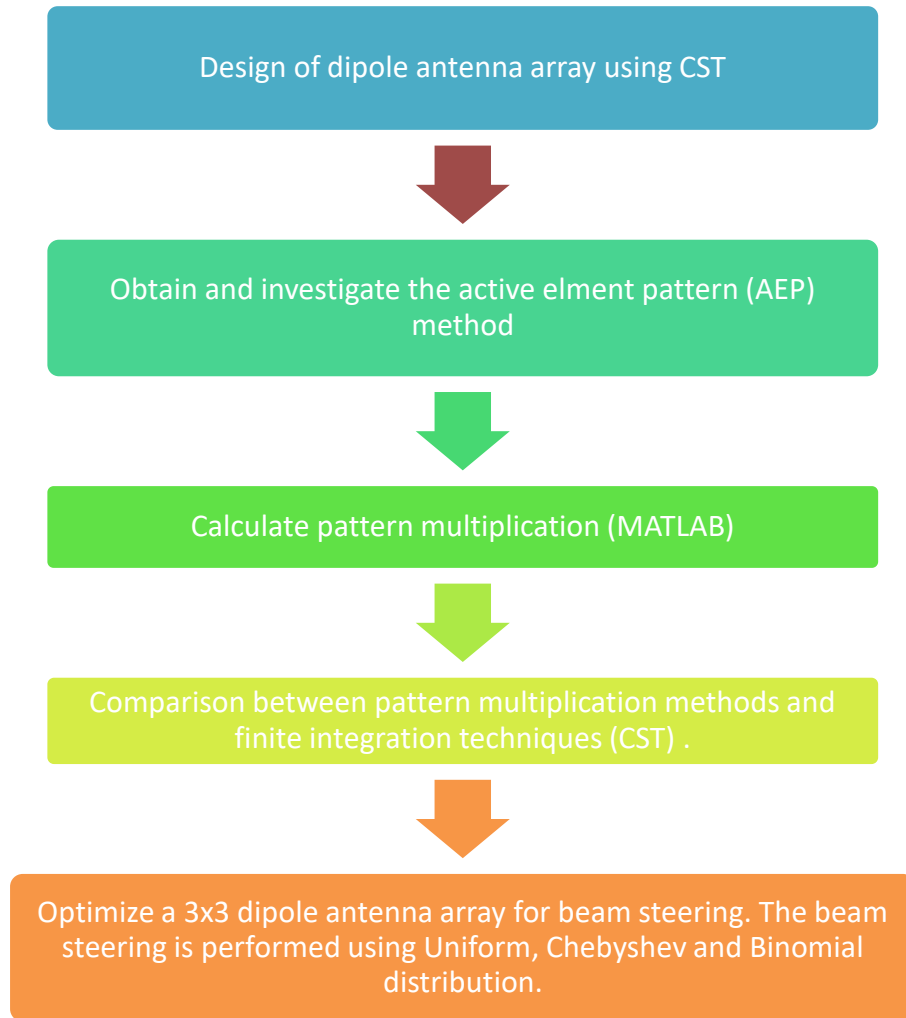 Design of dipole antenna array using CST
Obtain and investigate the active elment pattern (AEP)
method
Calculate pattern multiplication (MATLAB)
Comparison between pattern multiplication methods and
finite integration techniques (CST) .
Optimize a 3x3 dipole antenna array for beam steering. The beam
steering is performed using Uniform, Chebyshev and Binomial
distribution.